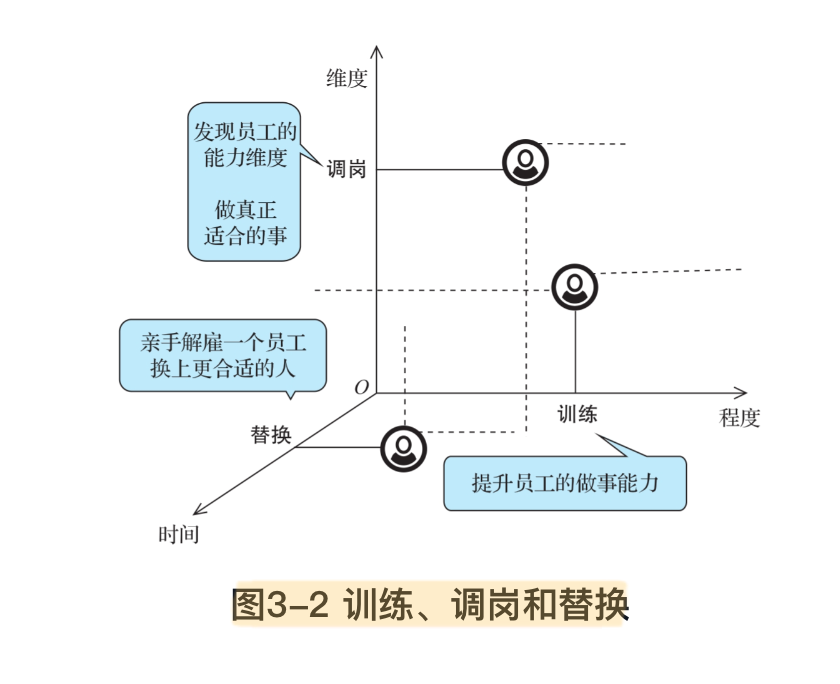 维度
发现员工的
能力维度
做真正
适合的事
调岗
亲手解雇一个员工
换上更合适的人
O
替换
训练
程度
提升员工的做事能力
时间
图3-2 训练、调岗和替换